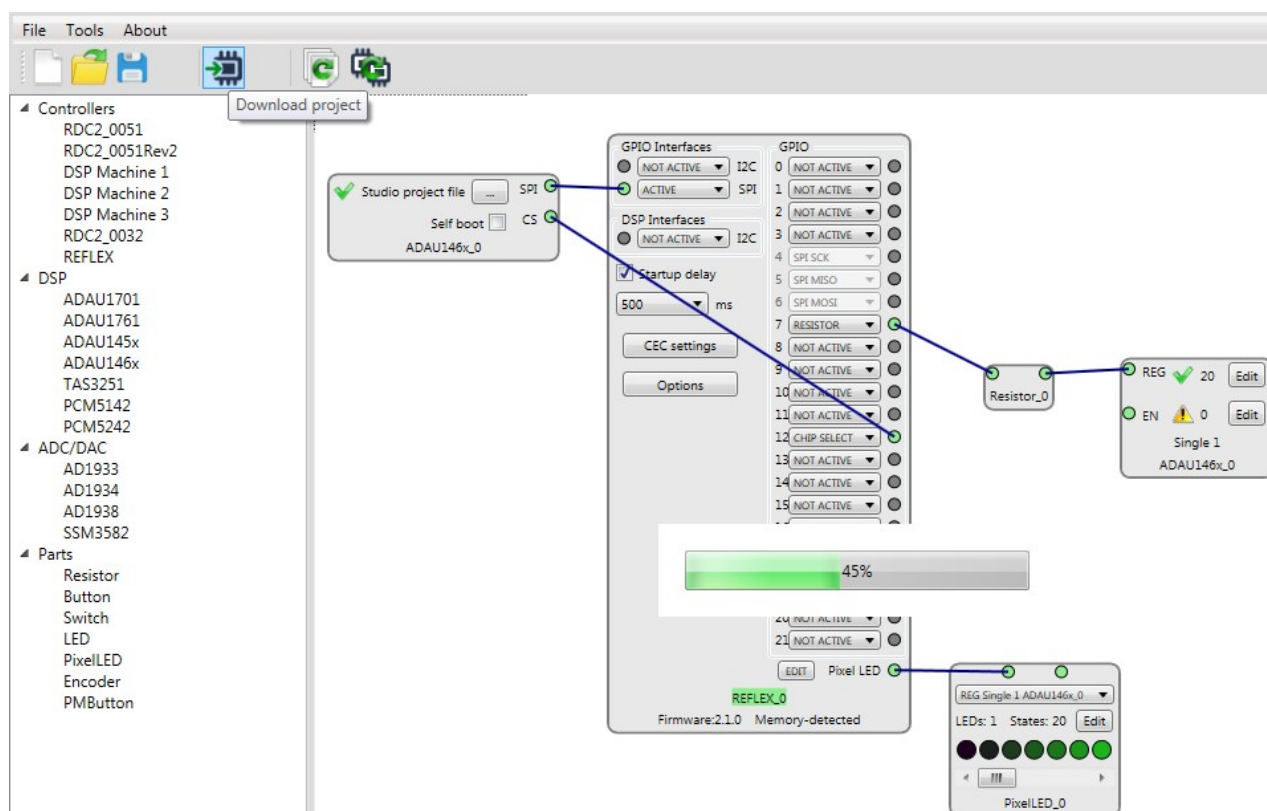 File Tools About
Download project
Controllers
RDC2_0051
RDC2_0051Rev2
DSP Machine 1
DSP Machine 2
DSP Machine 3
RDC2_0032
REFLEX
DSP
ADAU1701
ADAU1761
ADAU145x
ADAU146x
TAS3251
PCM5142
PCM5242
ADC/DAC
AD1933
AD1934
AD1938
SSM3582
Parts
Resistor
Button
Switch
LED
PixelLED
Encoder
PMButton
Studio project file ... SPI
Self boot CS
ADAU146x_0
GPIO Interfaces
NOT ACTIVE I2C
ACTIVE SPI
DSP Interfaces
NOT ACTIVE I2C
Startup delay
500 ms
CEC settings
Options
GPIO
0 NOT ACTIVE
1 NOT ACTIVE
2 NOT ACTIVE
3 NOT ACTIVE
4 SPI SCK
5 SPI MISO
6 SPI MOSI
7 RESISTOR
8 NOT ACTIVE
9 NOT ACTIVE
10 NOT ACTIVE
11 NOT ACTIVE
12 CHIP SELECT
13 NOT ACTIVE
14 NOT ACTIVE
15 NOT ACTIVE
45%
20 NOT ACTIVE
21 NOT ACTIVE
EDIT Pixel LED
REFLEX_0
Firmware:2.1.0 Memory-detected
Resistor_0
REG 20 Edit
EN 0 Edit
Single 1
ADAU146x_0
REG Single 1 ADAU146x_0
LEDs: 1 States: 20 Edit
PixelLED_0